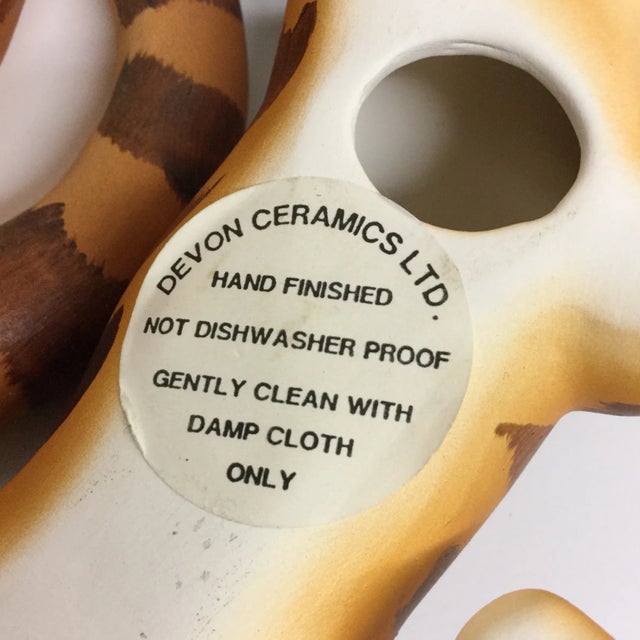 DEVON CERAMICS LTD.
HAND FINISHED
NOT DISHWASHER PROOF
GENTLY CLEAN WITH
DAMP CLOTH
ONLY